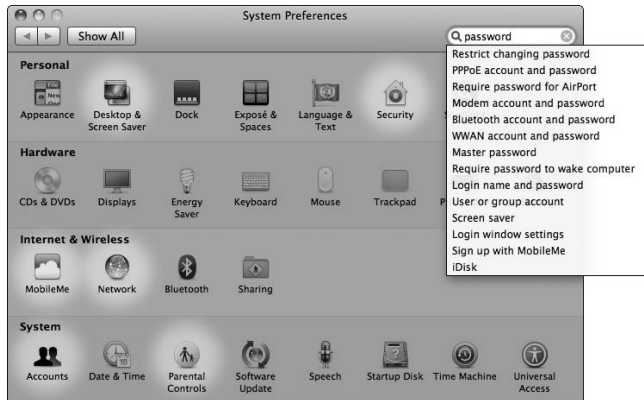 System Preferences
Show All
password
Restrict changing password
PPPoE account and password
Require password for AirPort
Modem account and password
Bluetooth account and password
WWAN account and password
Master password
Require password to wake computer
Login name and password
User or group account
Screen saver
Login window settings
Sign up with MobileMe
iDisk
Personal
Appearance
Desktop &
Screen Saver
Dock
Exposé &
Spaces
Language &
Text
Security
Hardware
CDs & DVDs
Displays
Energy
Saver
Keyboard
Mouse
Trackpad
Internet & Wireless
MobileMe
Network
Bluetooth
Sharing
System
Accounts
Date & Time
Parental
Controls
Software
Update
Speech
Startup Disk
Time Machine
Universal
Access